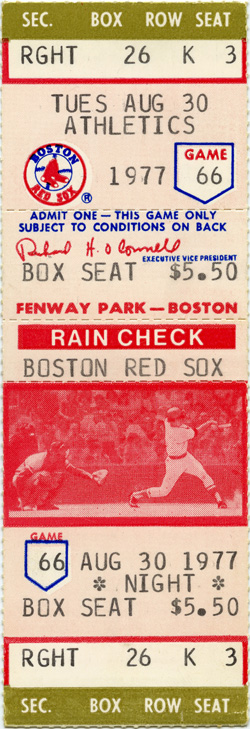 SEC. BOX ROW SEAT
RGHT 26 K 3
TUES AUG 30
ATHLETICS
BOSTON
RED SOX
®
1977
GAME
66
ADMIT ONE — THIS GAME ONLY
SUBJECT TO CONDITIONS ON BACK
Richard H. O'Connell
EXECUTIVE VICE PRESIDENT
BOX SEAT $5.50
FENWAY PARK — BOSTON
RAIN CHECK
BOSTON RED SOX
GAME
66 AUG 30 1977
* NIGHT *
BOX SEAT $5.50
RGHT 26 K 3
SEC. BOX ROW SEAT